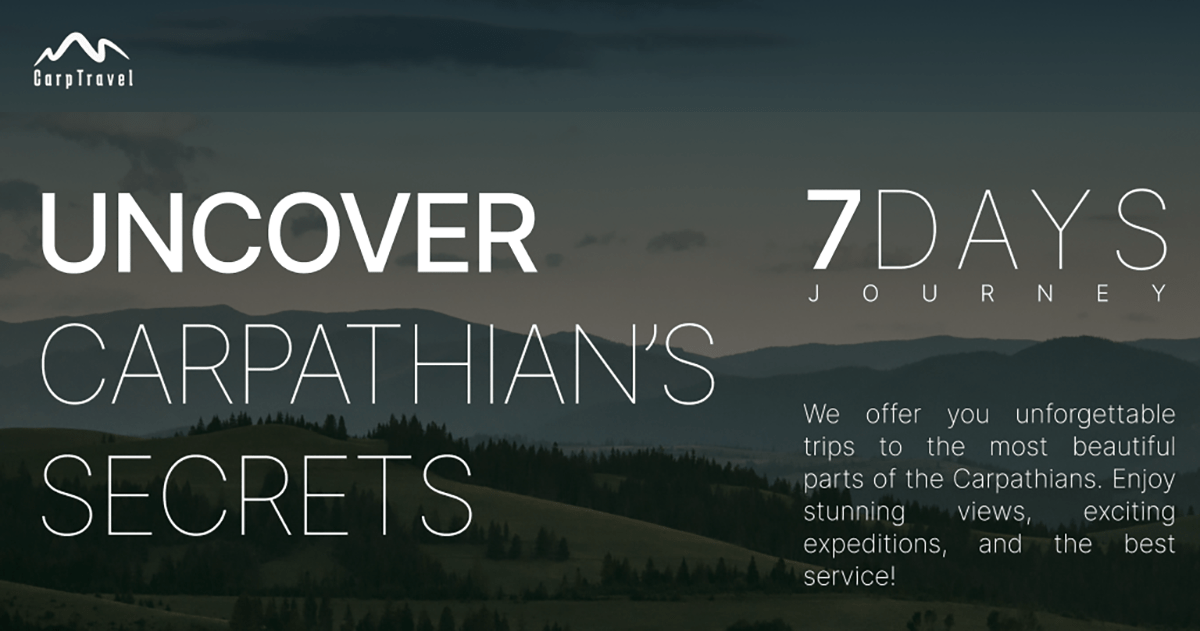 CarpTravel
UNCOVER
CARPATHIAN'S
SECRETS
7DAYS
JOURNEY
We offer you unforgettable
trips to the most beautiful
parts of the Carpathians. Enjoy
stunning views, exciting
expeditions, and the best
service!